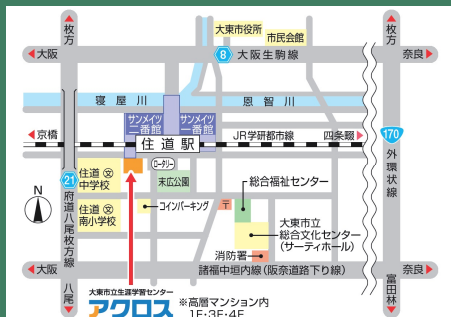 枚方
大東市役所
市民会館
枚方
大阪
8
大阪生駒線
奈良
寝屋川
恩智川
サンメイツ
二番館
サンメイツ
一番館
京橋
住道駅
JR学研都市線
四条畷
170
外環状線
ロータリー
住道
中学校
文
末広公園
総合福祉センター
21
府道八尾枚方線
N
住道
南小学校
文
コインパーキング
大東市立
総合文化センター
(サーティホール)
消防署
大阪
諸福中垣内線(阪奈道路下り線)
奈良
八尾
富田林
大東市立生涯学習センター
アクロス
※高層マンション内
1F・3F・4F